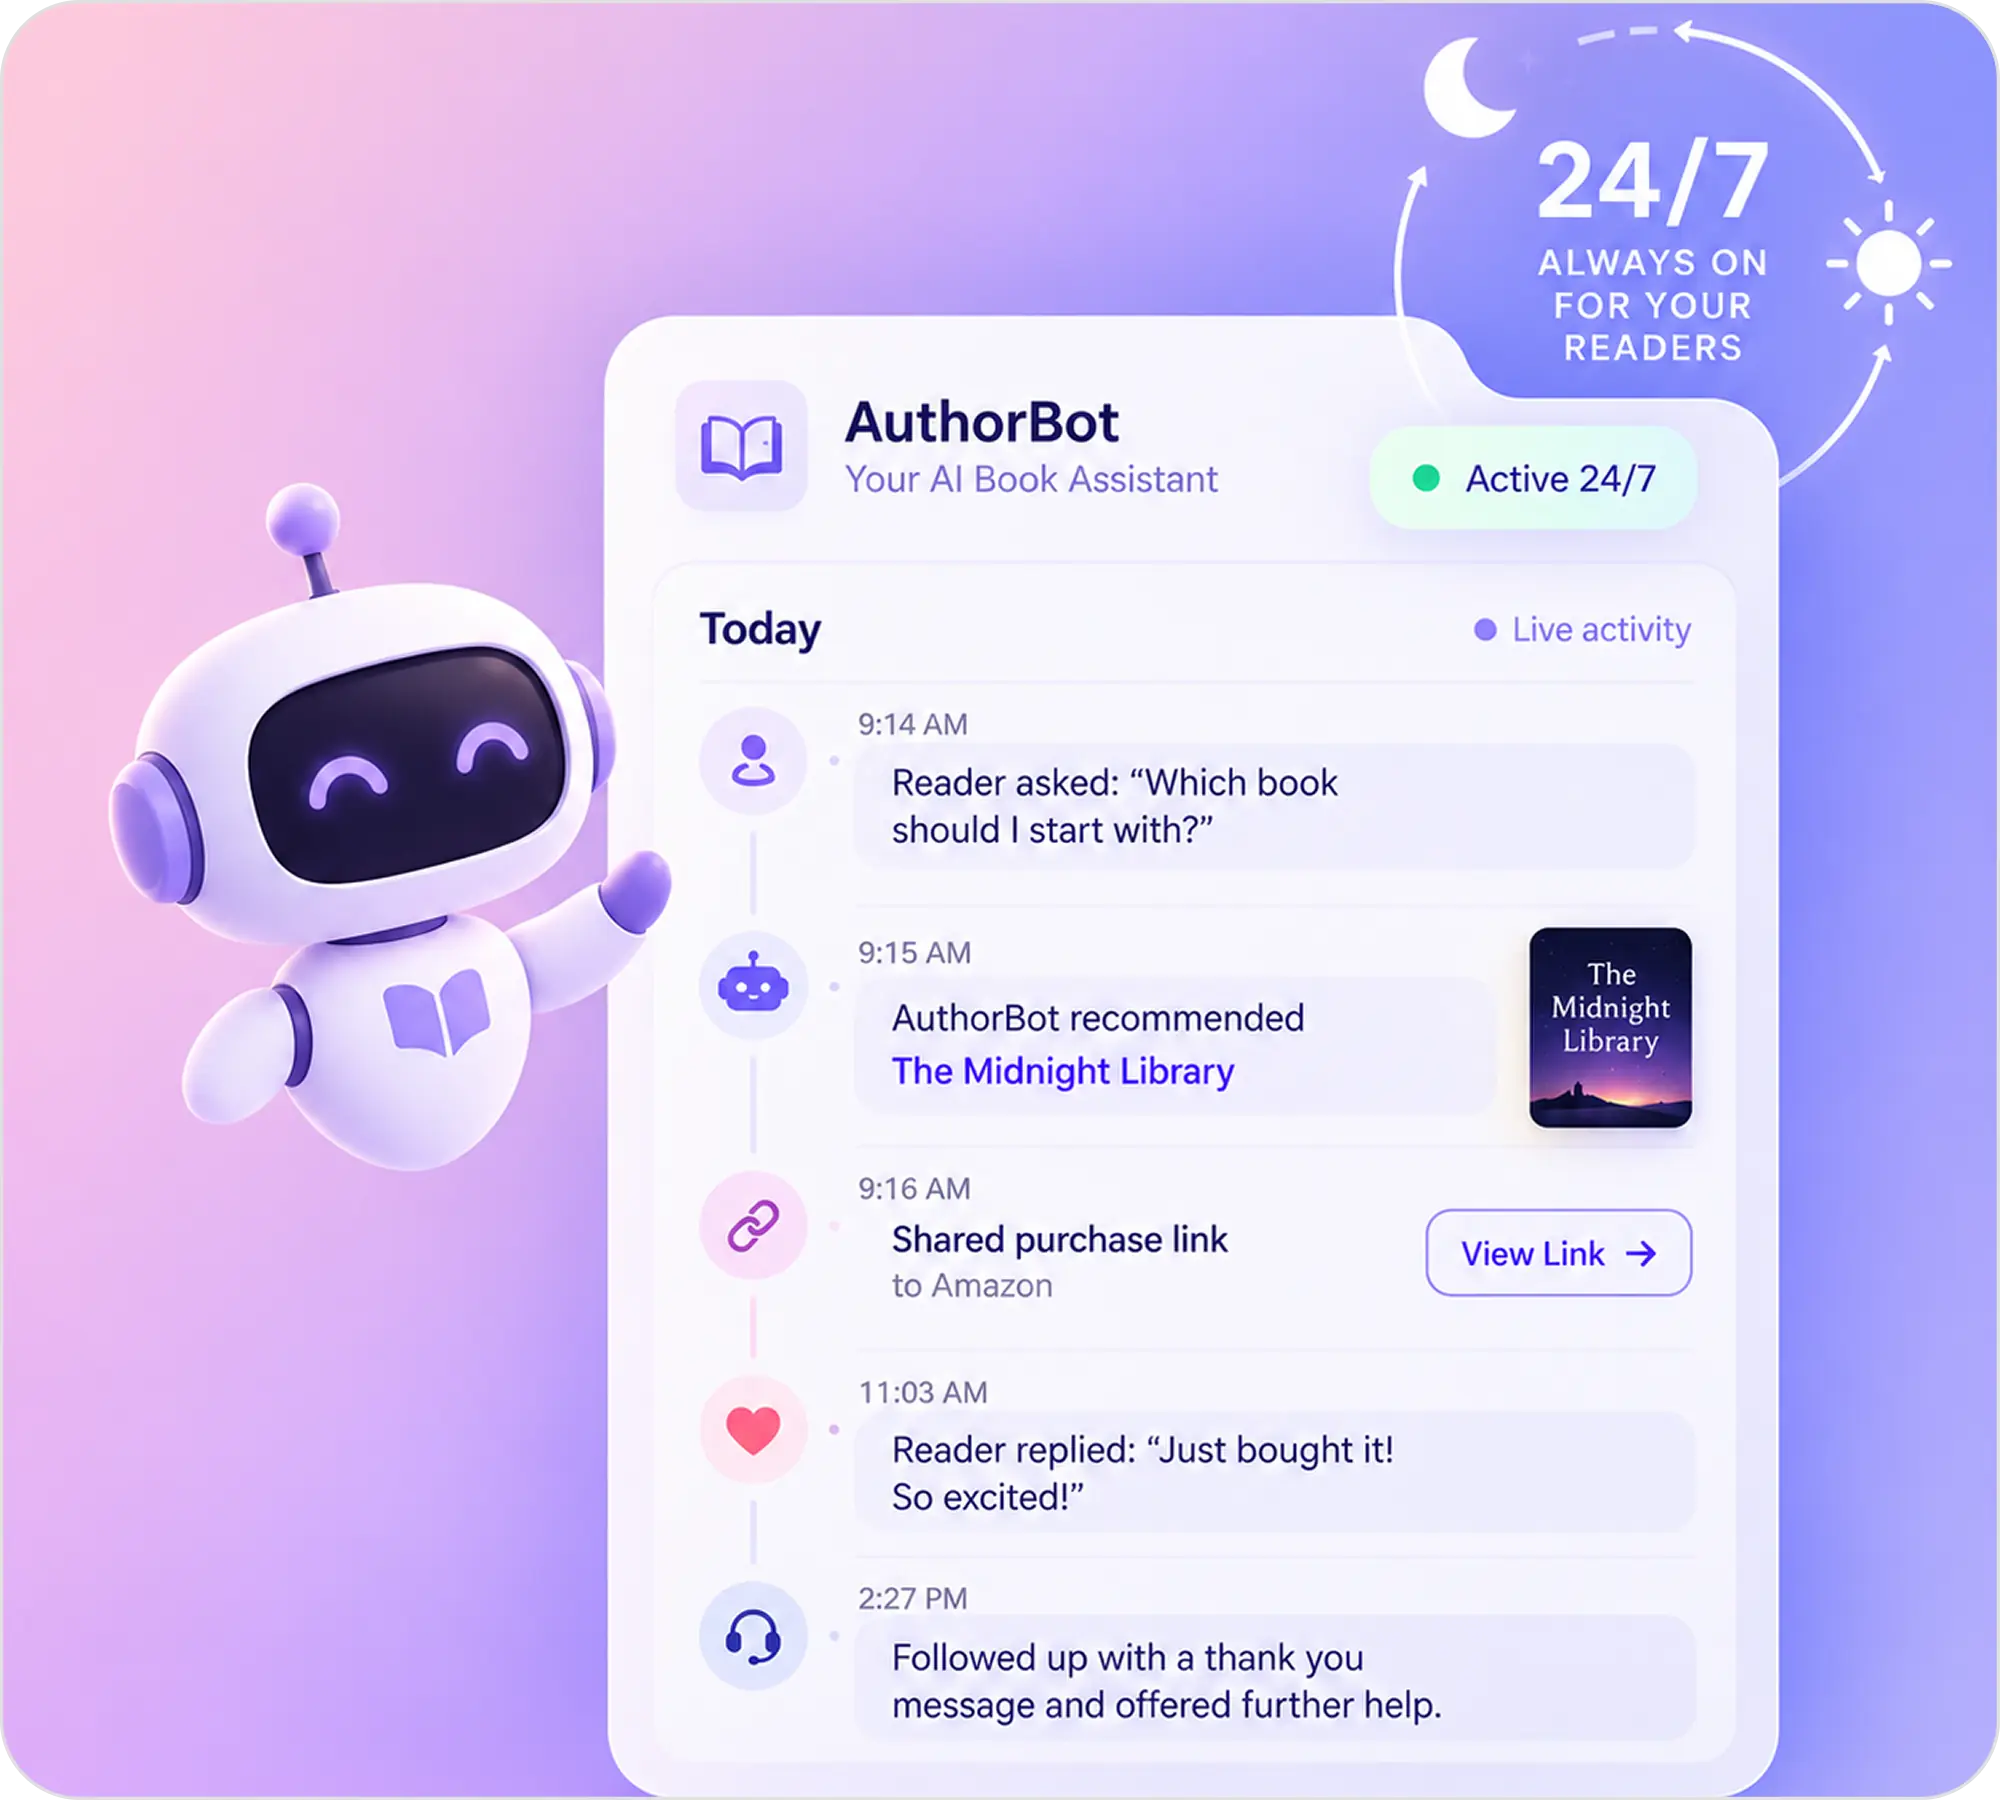 24/7
ALWAYS ON
FOR YOUR
READERS
AuthorBot
Your AI Book Assistant
Active 24/7
Today
Live activity
9:14 AM
Reader asked: “Which book
should I start with?”
9:15 AM
AuthorBot recommended
The Midnight Library
The
Midnight
Library
9:16 AM
Shared purchase link
to Amazon
View Link →
11:03 AM
Reader replied: “Just bought it!
So excited!”
2:27 PM
Followed up with a thank you
message and offered further help.